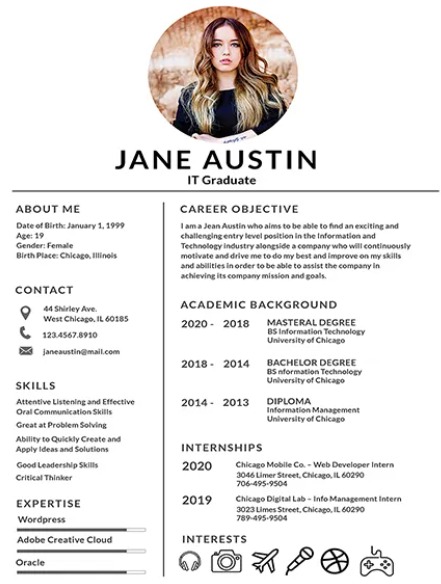 JANE AUSTIN
IT Graduate
ABOUT ME
Date of Birth: January 1, 1999
Age: 19
Gender: Female
Birth Place: Chicago, Illinois
CONTACT
44 Shirley Ave.
West Chicago, IL 60185
123.4567.8910
janeaustin@mail.com
SKILLS
Attentive Listening and Effective
Oral Communication Skills
Great at Problem Solving
Ability to Quickly Create and
Apply Ideas and Solutions
Good Leadership Skills
Critical Thinker
EXPERTISE
Wordpress
Adobe Creative Cloud
Oracle
CAREER OBJECTIVE
I am a Jean Austin who aims to be able to find an exciting and
challenging entry level position in the Information and
Technology industry alongside a company who will continuously
motivate and drive me to do my best and improve on my skills
and abilities in order to be able to assist the company in
achieving its company mission and goals.
ACADEMIC BACKGROUND
2020 - 2018 MASTERAL DEGREE
BS Information Technology
University of Chicago
2018 - 2014 BACHELOR DEGREE
BS nformation Technology
University of Chicago
2014 - 2013 DIPLOMA
Information Management
University of Chicago
INTERNSHIPS
2020 Chicago Mobile Co. – Web Developer Intern
3046 Limer Street, Chicago, IL 60290
706-495-9504
2019 Chicago Digital Lab – Info Management Intern
3023 Limes Street, Chicago, IL 60290
789-495-9504
INTERESTS